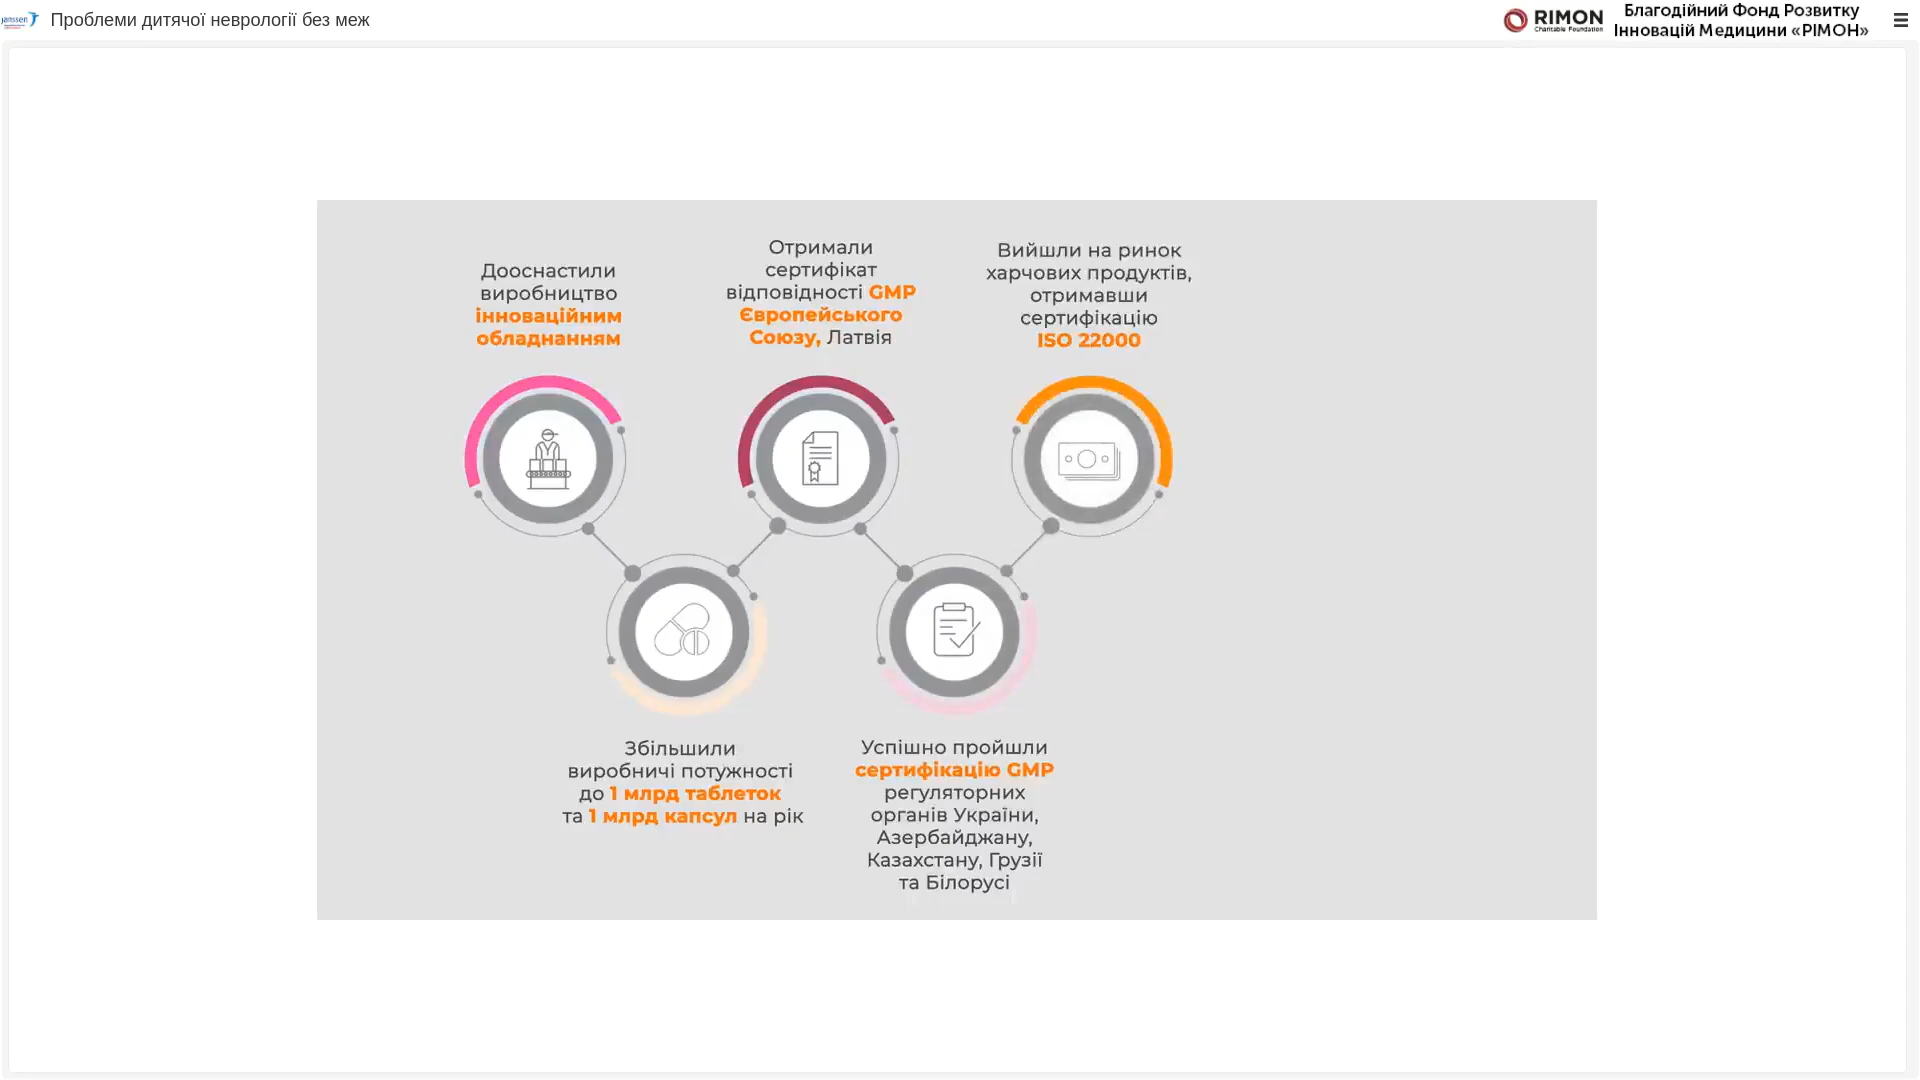 janssen
Проблеми дитячої неврології без меж
RIMON
Charitable Foundation
Благодійний Фонд Розвитку
Інновацій Медицини «РІМОН»
Дооснастили
виробництво
інноваційним
обладнанням
Отримали
сертифікат
відповідності GMP
Європейського
Союзу, Латвія
Вийшли на ринок
харчових продуктів,
отримавши
сертифікацію
ISO 22000
Збільшили
виробничі потужності
до 1 млрд таблеток
та 1 млрд капсул на рік
Успішно пройшли
сертифікацію GMP
регуляторних
органів України,
Азербайджану,
Казахстану, Грузії
та Білорусі